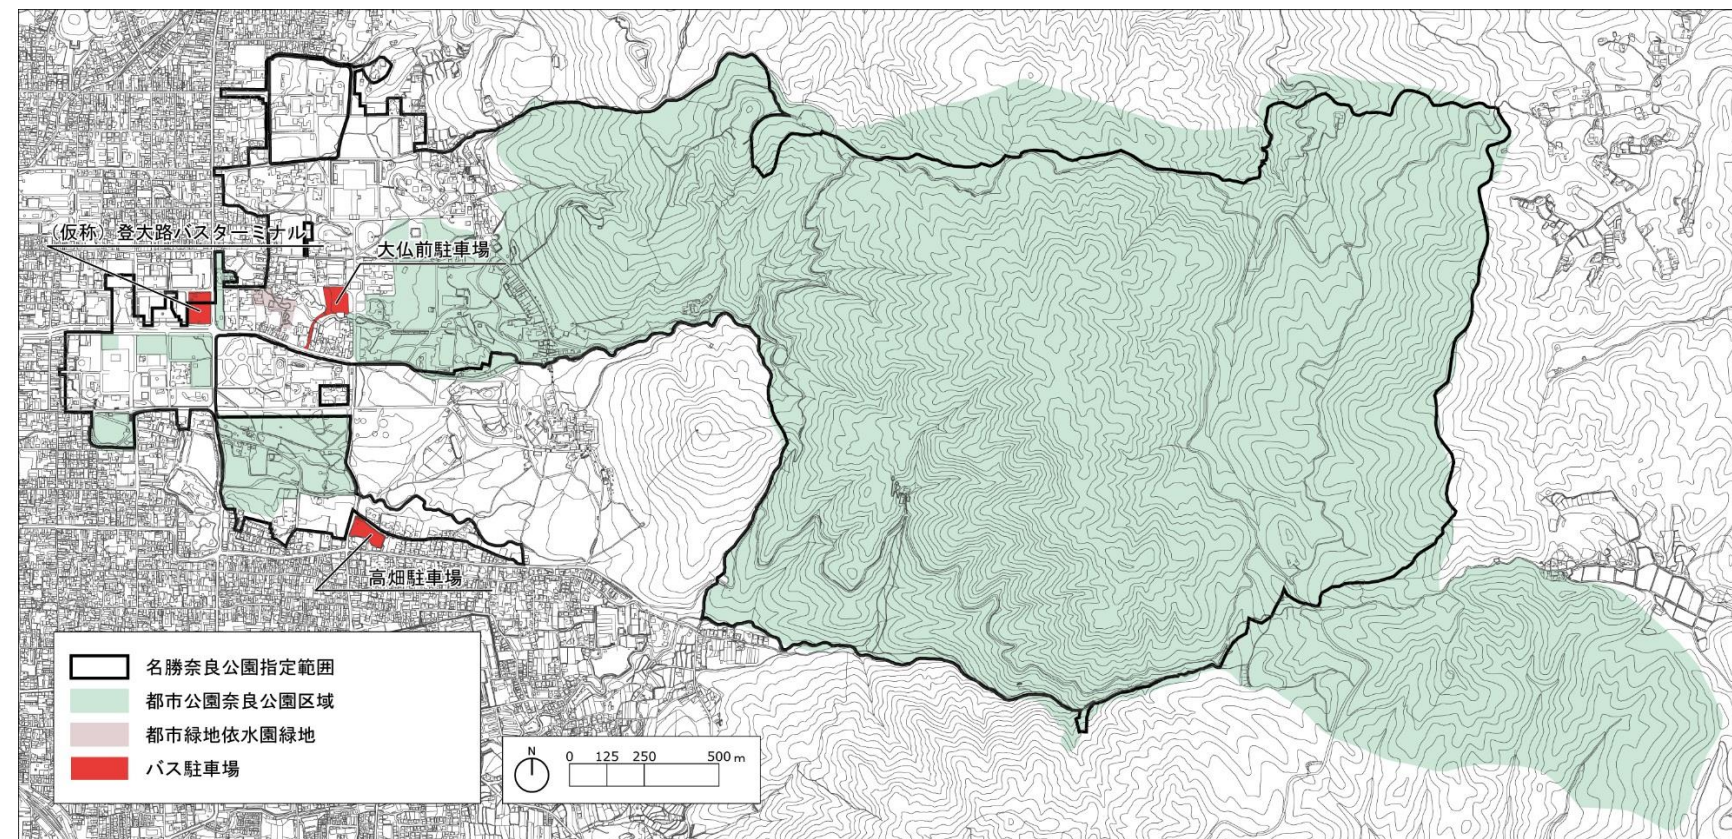 （仮称）登大路バスターミナル
大仏前駐車場
高畑駐車場
名勝奈良公園指定範囲
都市公園奈良公園区域
都市緑地依水園緑地
バス駐車場
N
0 125 250 500 m